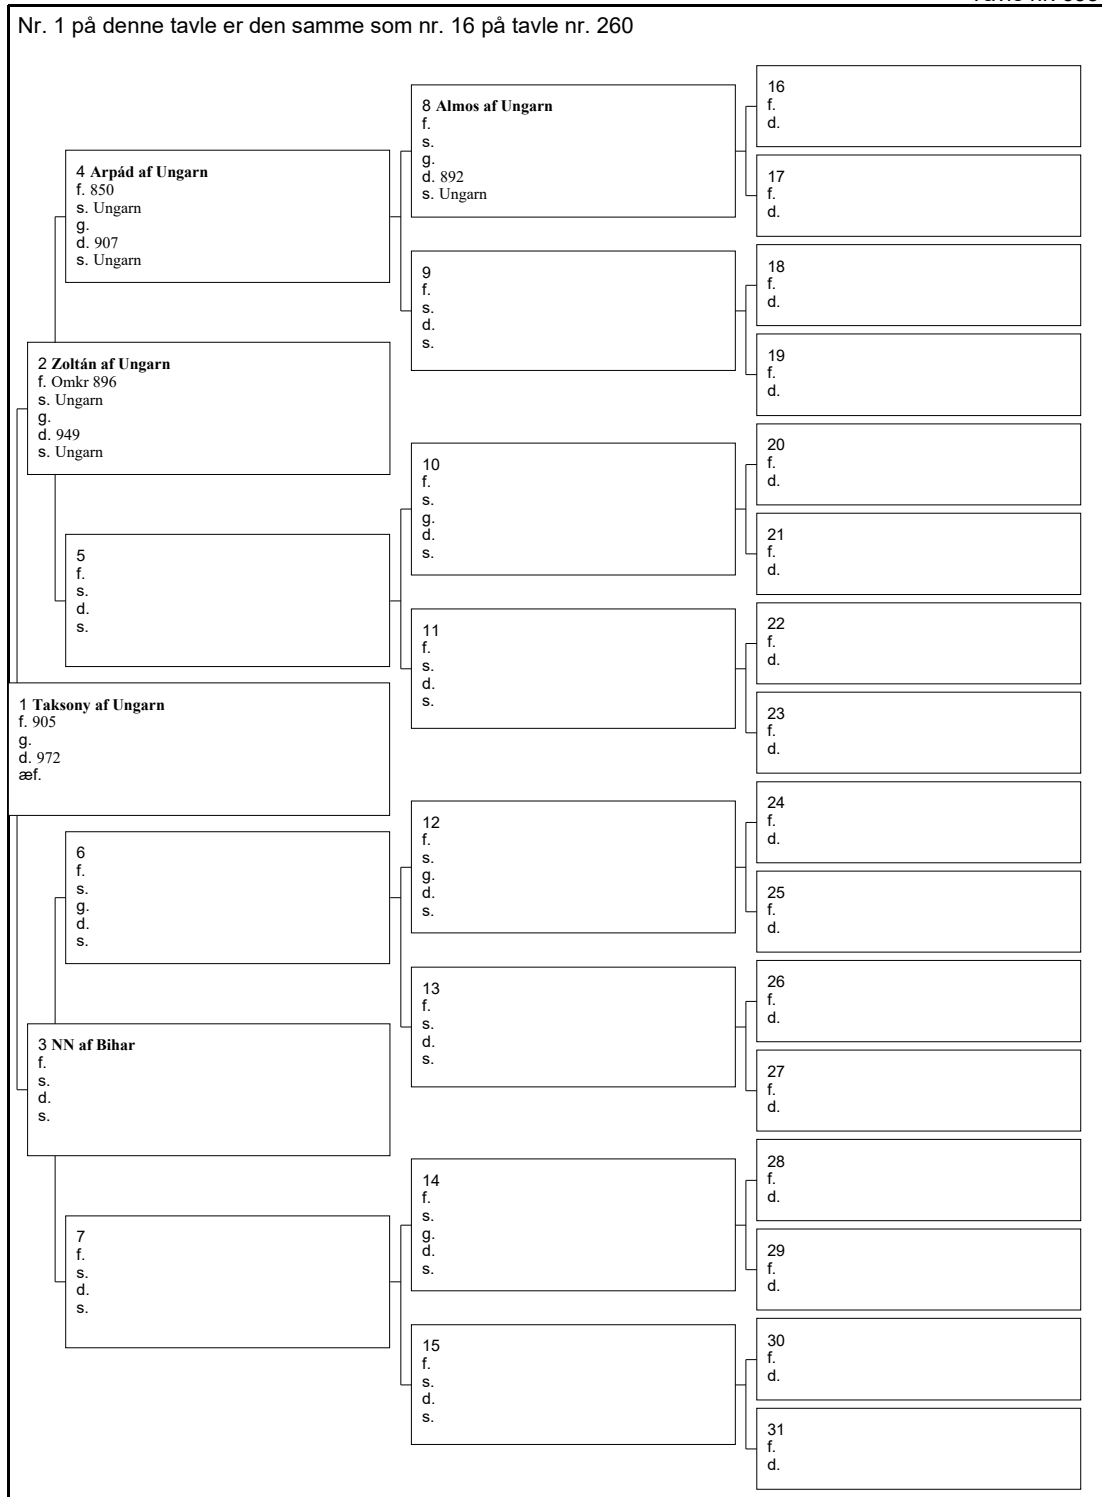 Nr. 1 på denne tavle er den samme som nr. 16 på tavle nr. 260
16
f.
d.
8 Almos af Ungarn
f.
s.
g.
d. 892
s. Ungarn
4 Arpád af Ungarn
f. 850
s. Ungarn
g.
d. 907
s. Ungarn
17
f.
d.
18
f.
d.
9
f.
s.
d.
s.
19
f.
d.
2 Zoltán af Ungarn
f. Omkr 896
s. Ungarn
g.
d. 949
s. Ungarn
20
f.
d.
10
f.
s.
g.
d.
s.
21
f.
d.
5
f.
s.
d.
s.
22
f.
d.
11
f.
s.
d.
s.
23
f.
d.
1 Taksony af Ungarn
f. 905
g.
d. 972
æf.
24
f.
d.
12
f.
s.
g.
d.
s.
6
f.
s.
g.
d.
s.
25
f.
d.
26
f.
d.
13
f.
s.
d.
s.
27
f.
d.
3 NN af Bihar
f.
s.
d.
s.
28
f.
d.
14
f.
s.
g.
d.
s.
7
f.
s.
d.
s.
29
f.
d.
30
f.
d.
15
f.
s.
d.
s.
31
f.
d.